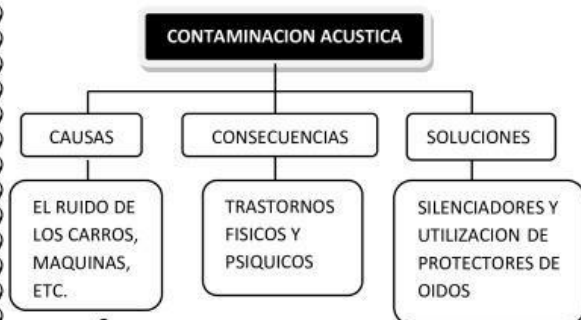 CONTAMINACION ACUSTICA
CAUSAS
CONSECUENCIAS
SOLUCIONES
EL RUIDO DE
LOS CARROS,
MAQUINAS,
ETC.
TRASTORNOS
FISICOS Y
PSIQUICOS
SILENCIADORES Y
UTILIZACION DE
PROTECTORES DE
OIDOS